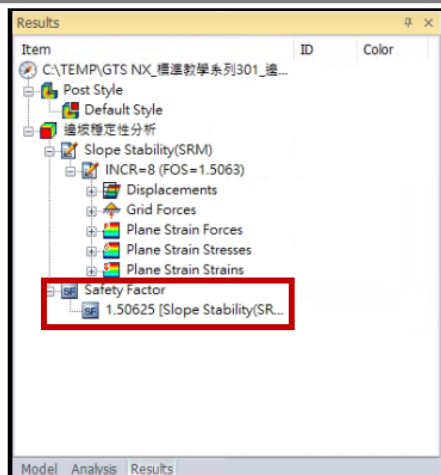 Results
Item ID Color
C:\TEMP\GTS NX_標準教學系列301_邊...
Post Style
Default Style
邊坡穩定性分析
Slope Stability(SRM)
INCR=8 (FOS=1.5063)
Displacements
Grid Forces
Plane Strain Forces
Plane Strain Stresses
Plane Strain Strains
Safety Factor
1.50625 [Slope Stability(SR...
Model Analysis Results